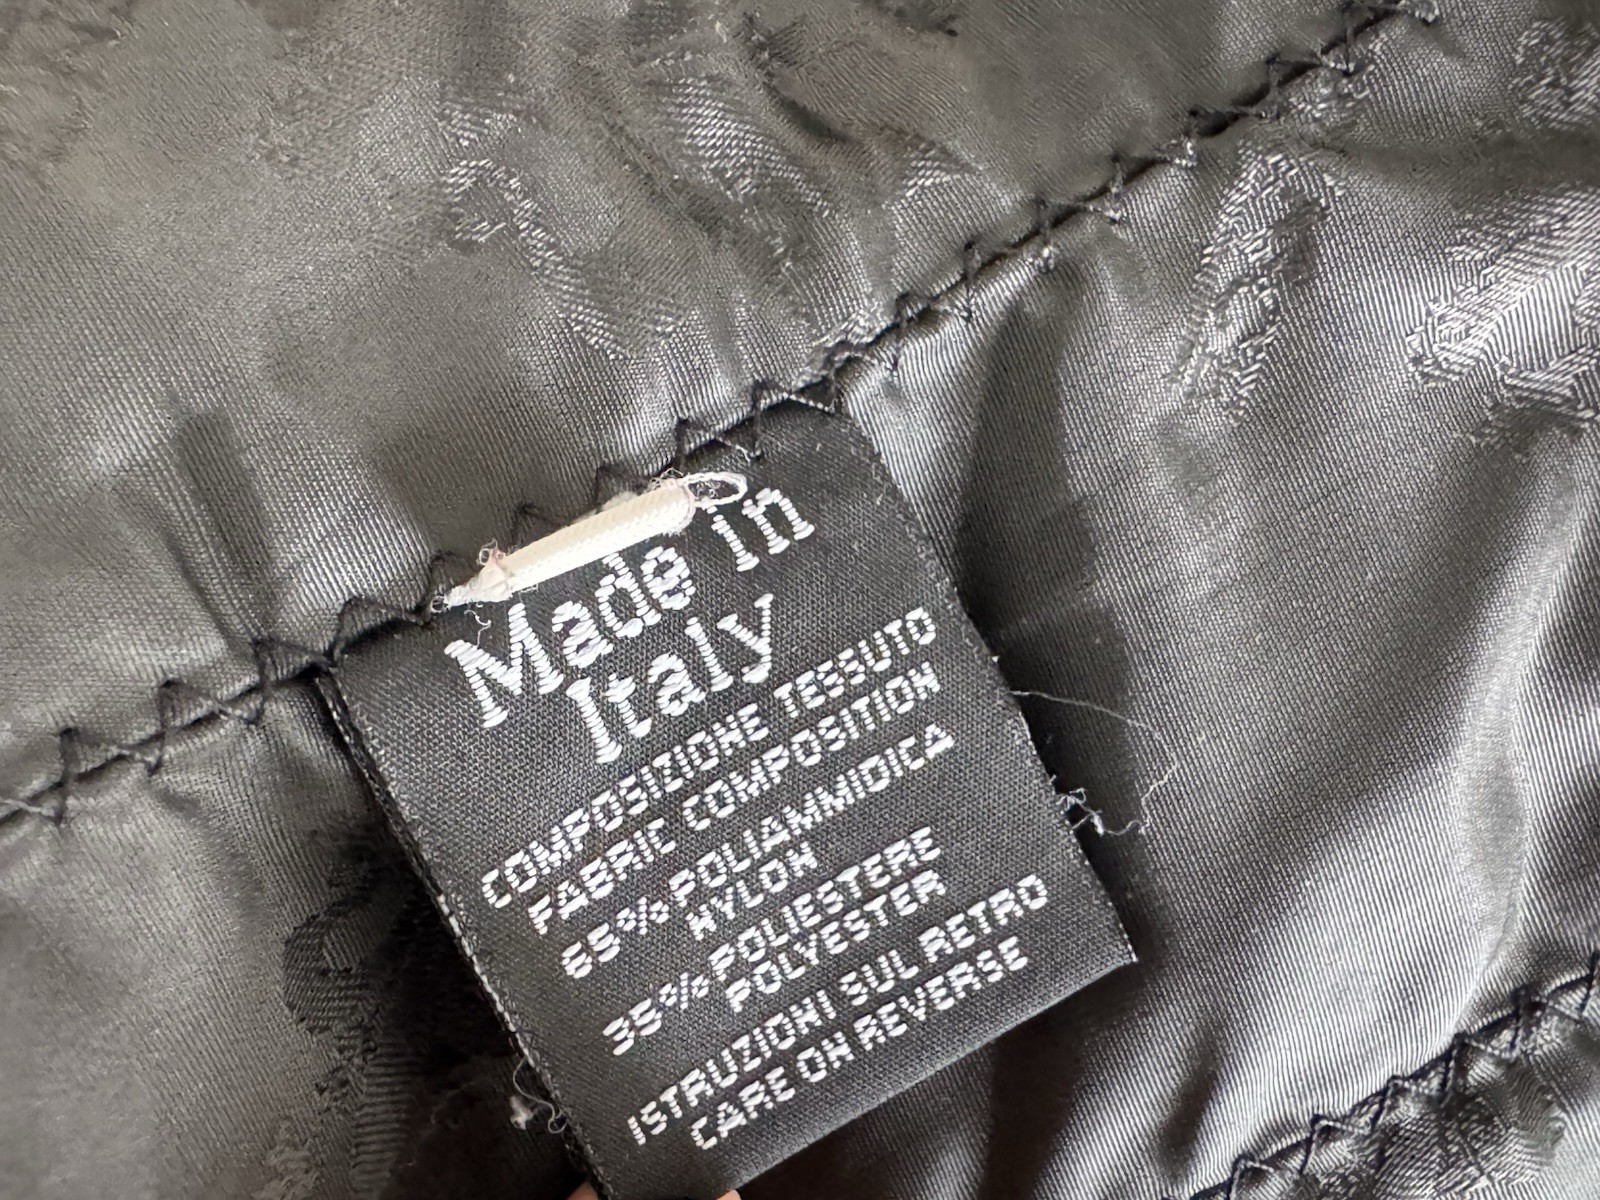 Made in
Italy
COMPOSIZIONE TESSUTO
FABRIC COMPOSITION
65% POLIAMMIDICA
NYLON
35% POLIESTERE
POLYESTER
ISTRUZIONI SUL RETRO
CARE ON REVERSE